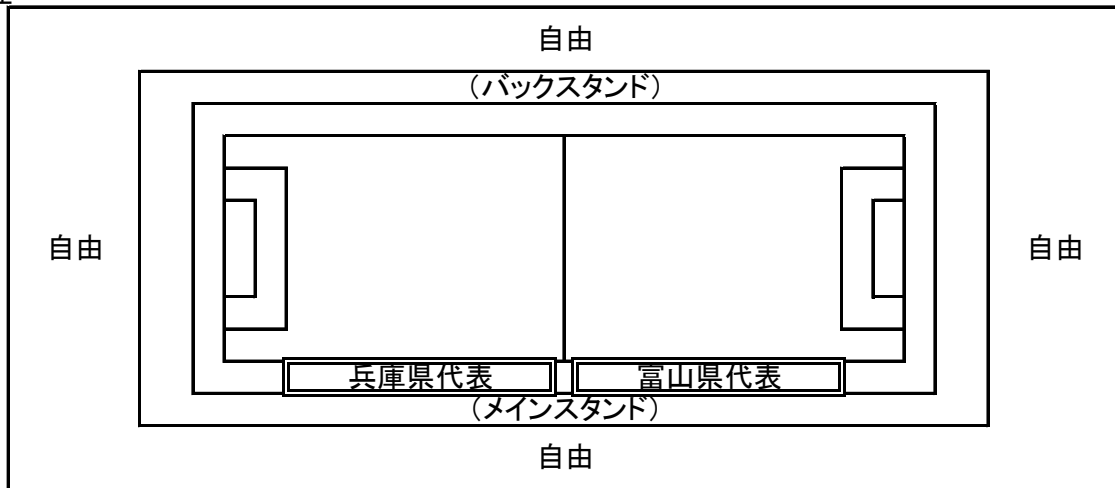 自由
（バックスタンド）
自由
自由
兵庫県代表
富山県代表
（メインスタンド）
自由